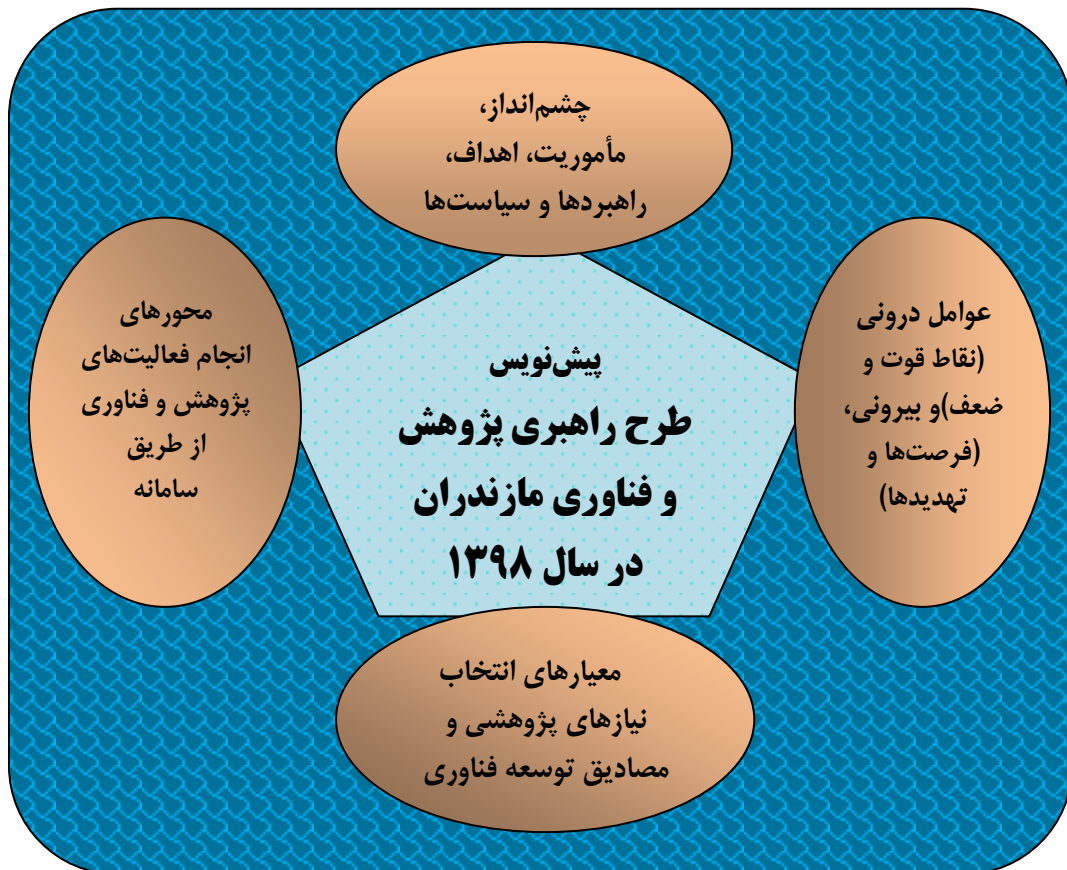 چشم‌انداز،
مأموریت، اهداف،
راهبردها و سیاست‌ها
عوامل درونی
(نقاط قوت و
ضعف)و بیرونی،
(فرصت‌ها و
تهدیدها)
محورهای
انجام فعالیت‌های
پژوهش و فناوری
از طریق
سامانه
پیش‌نویس
طرح راهبری پژوهش
و فناوری مازندران
در سال ۱۳۹۸
معیارهای انتخاب
نیازهای پژوهشی و
مصادیق توسعه فناوری